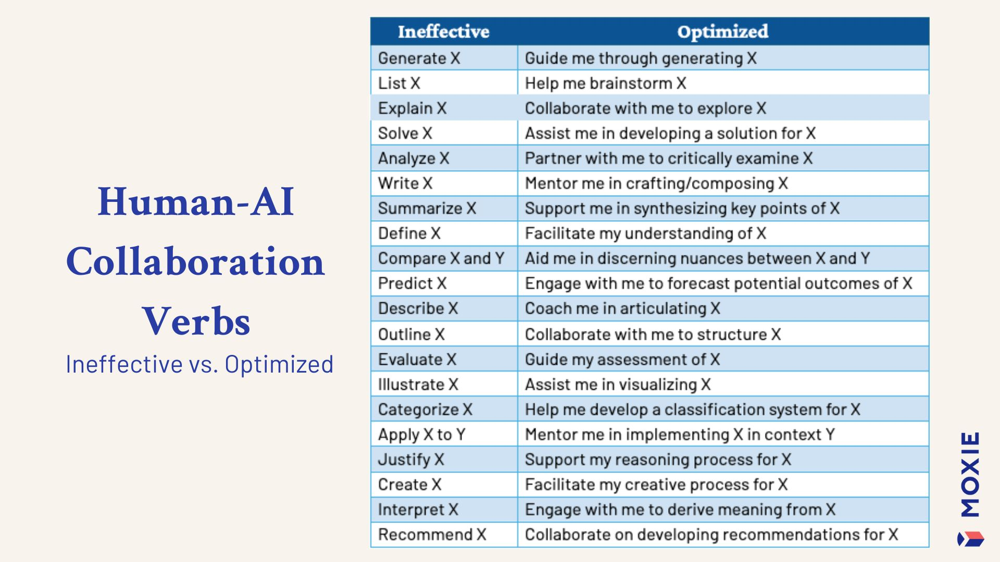 Human-AI
Collaboration
Verbs
Ineffective vs. Optimized
Ineffective Optimized
Generate X Guide me through generating X
List X Help me brainstorm X
Explain X Collaborate with me to explore X
Solve X Assist me in developing a solution for X
Analyze X Partner with me to critically examine X
Write X Mentor me in crafting/composing X
Summarize X Support me in synthesizing key points of X
Define X Facilitate my understanding of X
Compare X and Y Aid me in discerning nuances between X and Y
Predict X Engage with me to forecast potential outcomes of X
Describe X Coach me in articulating X
Outline X Collaborate with me to structure X
Evaluate X Guide my assessment of X
Illustrate X Assist me in visualizing X
Categorize X Help me develop a classification system for X
Apply X to Y Mentor me in implementing X in context Y
Justify X Support my reasoning process for X
Create X Facilitate my creative process for X
Interpret X Engage with me to derive meaning from X
Recommend X Collaborate on developing recommendations for X
MOXIE